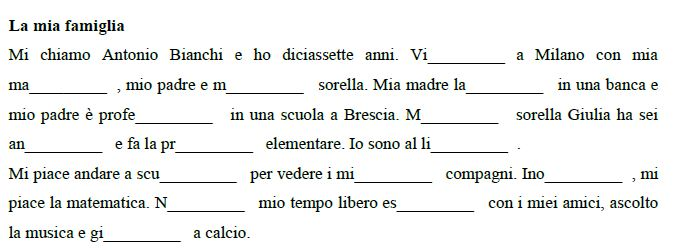 La mia famiglia
Mi chiamo Antonio Bianchi e ho diciassette anni. Vi_________ a Milano con mia
ma_________ , mio padre e m_________ sorella. Mia madre la_________ in una banca e
mio padre è profe_________ in una scuola a Brescia. M_________ sorella Giulia ha sei
an_________ e fa la pr_________ elementare. Io sono al li_________ .
Mi piace andare a scu_________ per vedere i mi_________ compagni. Ino_________ , mi
piace la matematica. N_________ mio tempo libero es_________ con i miei amici, ascolto
la musica e gi_________ a calcio.